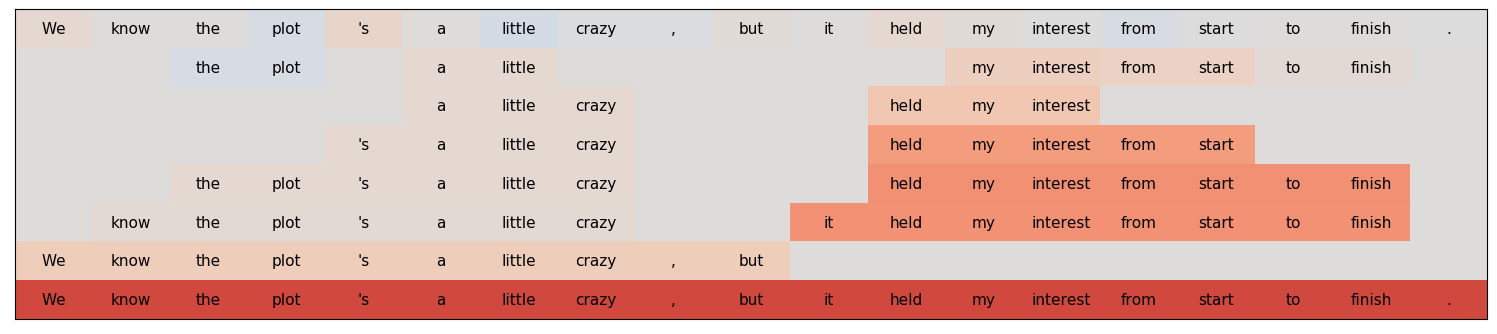 We know the plot 's a little crazy , but it held my interest from start to finish .
the plot a little my interest from start to finish
a little crazy held my interest
's a little crazy held my interest from start
the plot 's a little crazy held my interest from start to finish
know the plot 's a little crazy it held my interest from start to finish
We know the plot 's a little crazy , but
We know the plot 's a little crazy , but it held my interest from start to finish .